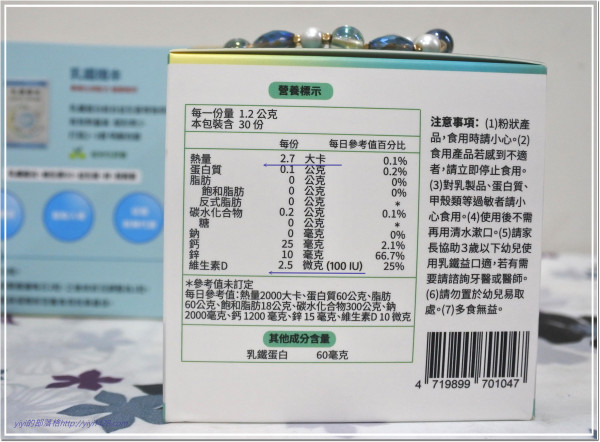 營養標示
每一份量 1.2 公克
本包裝含 30 份
每份 每日參考值百分比
熱量 2.7 大卡 0.1%
蛋白質 0.1 公克 0.2%
脂肪 0 公克 0%
飽和脂肪 0 公克 0%
反式脂肪 0 公克 *
碳水化合物 0.2 公克 0.1%
糖 0 公克 *
鈉 0 毫克 0%
鈣 25 毫克 2.1%
鋅 10 毫克 66.7%
維生素D 2.5 微克 (100 IU) 25%
*參考值未訂定
每日參考值:熱量2000大卡、蛋白質60公克、脂肪
60公克、飽和脂肪18公克、碳水化合物300公克、鈉
2000毫克、鈣 1200 毫克、鋅 15 毫克、維生素D 10 微克
其他成分含量
乳鐵蛋白 60毫克
注意事項: (1)粉狀產
品,食用時請小心。(2)
食用產品若感到不適
者,請立即停止食用。
(3)對乳製品、蛋白質、
甲殼類等過敏者請小
心食用。(4)使用後不需
再用清水漱口。(5)請家
長協助3歲以下幼兒使
用乳鐵益口適,若有需
要請諮詢牙醫或醫師。
(6)請勿置於幼兒易取
處。(7)多食無益。
4 719899 701047